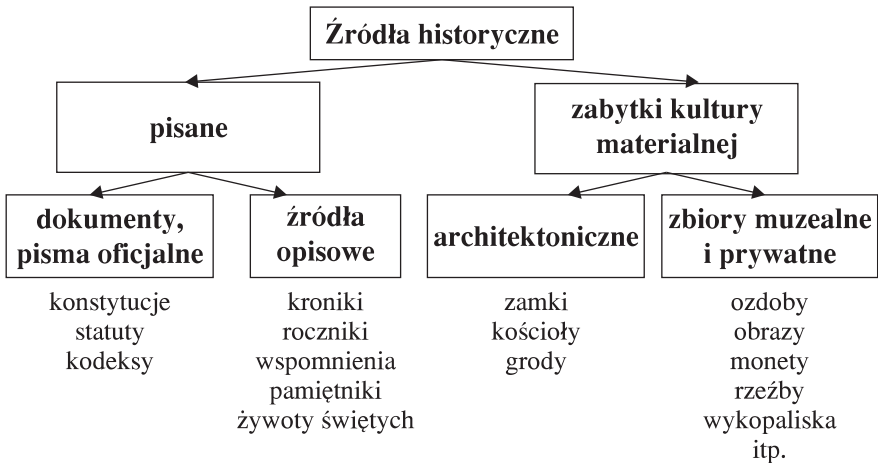 Źródła historyczne
pisane
zabytki kultury
materialnej
dokumenty,
pisma oficjalne
źródła
opisowe
architektoniczne
zbiory muzealne
i prywatne
konstytucje
statuty
kodeksy
kroniki
roczniki
wspomnienia
pamiętniki
żywoty świętych
zamki
kościoły
grody
ozdoby
obrazy
monety
rzeźby
wykopaliska
itp.